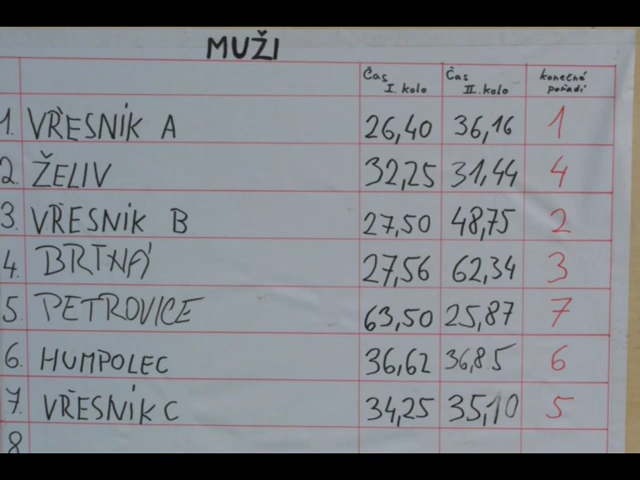 MUŽI
Čas I. kolo Čas II. kolo konečné pořadí
1. VŘESNÍK A 26,40 36,16 1
2. ŽELIV 32,25 31,44 4
3. VŘESNÍK B 27,50 48,75 2
4. BRTNÁ 27,56 62,34 3
5. PETROVICE 63,50 25,87 7
6. HUMPOLEC 36,62 36,85 6
7. VŘESNÍK C 34,25 35,10 5
8